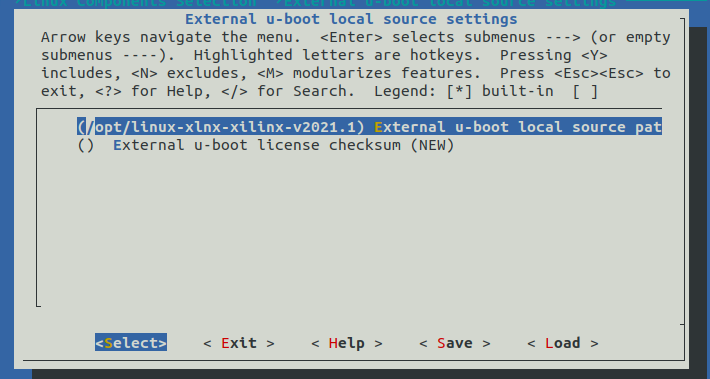 /Linux Components Selection  →External u-boot local source settings
External u-boot local source settings
Arrow keys navigate the menu.  <Enter> selects submenus ---> (or empty
submenus ----).  Highlighted letters are hotkeys.  Pressing <Y>
includes, <N> excludes, <M> modularizes features.  Press <Esc><Esc> to
exit, <?> for Help, </> for Search.  Legend: [*] built-in  [ ]
(/opt/linux-xlnx-xilinx-v2021.1) External u-boot local source pat
()  External u-boot license checksum (NEW)
<Select>    < Exit >    < Help >    < Save >    < Load >